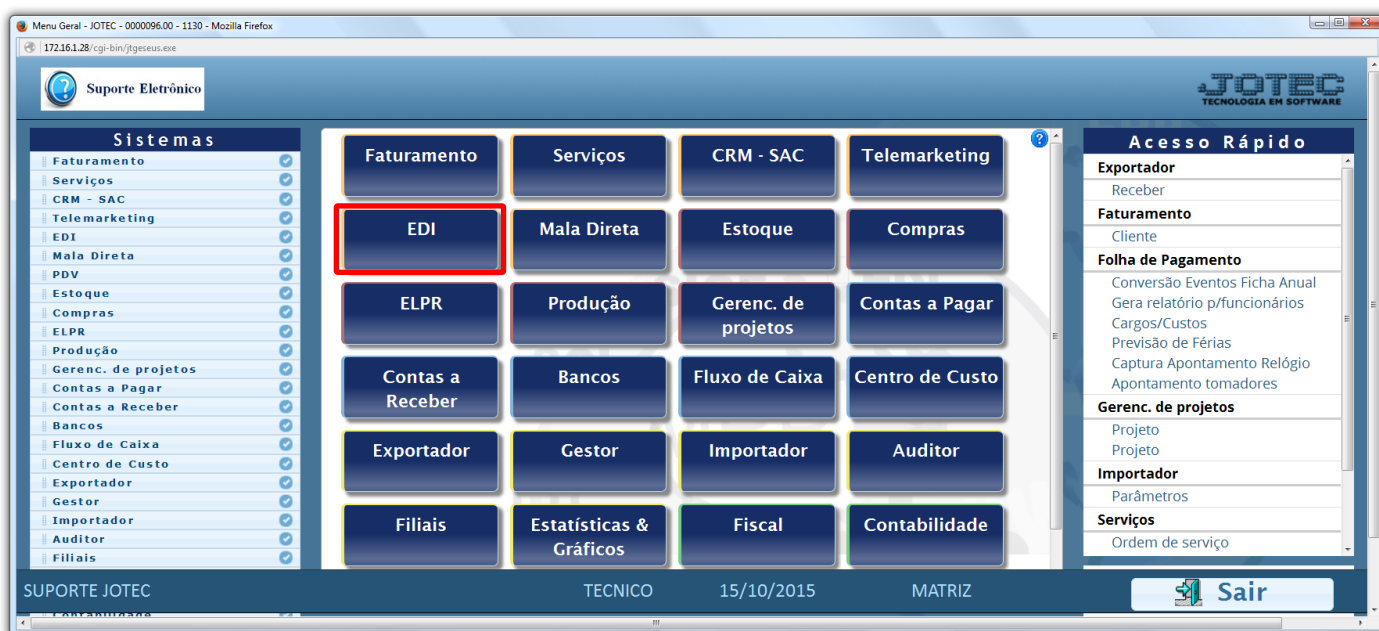 Menu Geral - JOTEC - 0000096.00 - 1130 - Mozilla Firefox
172.16.1.28/cgi-bin/jtgeseus.exe
Suporte Eletrônico
JOTEC
TECNOLOGIA EM SOFTWARE
Sistemas
Faturamento
Serviços
CRM - SAC
Telemarketing
EDI
Mala Direta
PDV
Estoque
Compras
ELPR
Produção
Gerenc. de projetos
Contas a Pagar
Contas a Receber
Bancos
Fluxo de Caixa
Centro de Custo
Exportador
Gestor
Importador
Auditor
Filiais
Contabilidade
Faturamento
Serviços
CRM - SAC
Telemarketing
EDI
Mala Direta
Estoque
Compras
ELPR
Produção
Gerenc. de
projetos
Contas a Pagar
Contas a
Receber
Bancos
Fluxo de Caixa
Centro de Custo
Exportador
Gestor
Importador
Auditor
Filiais
Estatísticas &
Gráficos
Fiscal
Contabilidade
Acesso Rápido
Exportador
Receber
Faturamento
Cliente
Folha de Pagamento
Conversão Eventos Ficha Anual
Gera relatório p/funcionários
Cargos/Custos
Previsão de Férias
Captura Apontamento Relógio
Apontamento tomadores
Gerenc. de projetos
Projeto
Projeto
Importador
Parâmetros
Serviços
Ordem de serviço
SUPORTE JOTEC
TECNICO
15/10/2015
MATRIZ
Sair